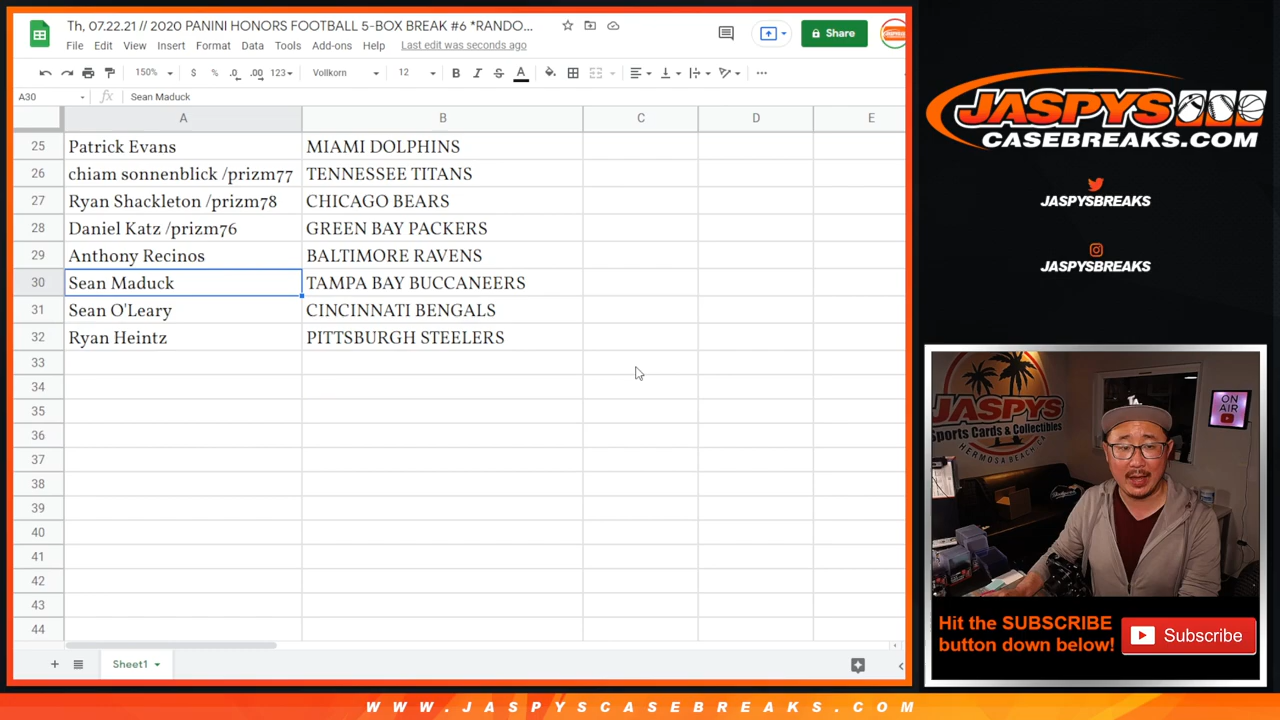 Th, 07.22.21 // 2020 PANINI HONORS FOOTBALL 5-BOX BREAK #6 *RANDO...
File Edit View Insert Format Data Tools Add-ons Help Last edit was seconds ago
Share
150% $ % .0 .00 123 Vollkorn 12 B I S A
A30 fx Sean Maduck
A B C D E
25 Patrick Evans MIAMI DOLPHINS
26 chiam sonnenblick /prizm77 TENNESSEE TITANS
27 Ryan Shackleton /prizm78 CHICAGO BEARS
28 Daniel Katz /prizm76 GREEN BAY PACKERS
29 Anthony Recinos BALTIMORE RAVENS
30 Sean Maduck TAMPA BAY BUCCANEERS
31 Sean O'Leary CINCINNATI BENGALS
32 Ryan Heintz PITTSBURGH STEELERS
33
34
35
36
37
38
39
40
41
42
43
44
Sheet1
JASPYS
CASEBREAKS.COM
JASPYSBREAKS
JASPYSBREAKS
JASPYS
Sports Cards & Collectibles
HERMOSA BEACH CA
ON AIR
Hit the SUBSCRIBE
button down below!
Subscribe
WWW.JASPYSCASEBREAKS.COM